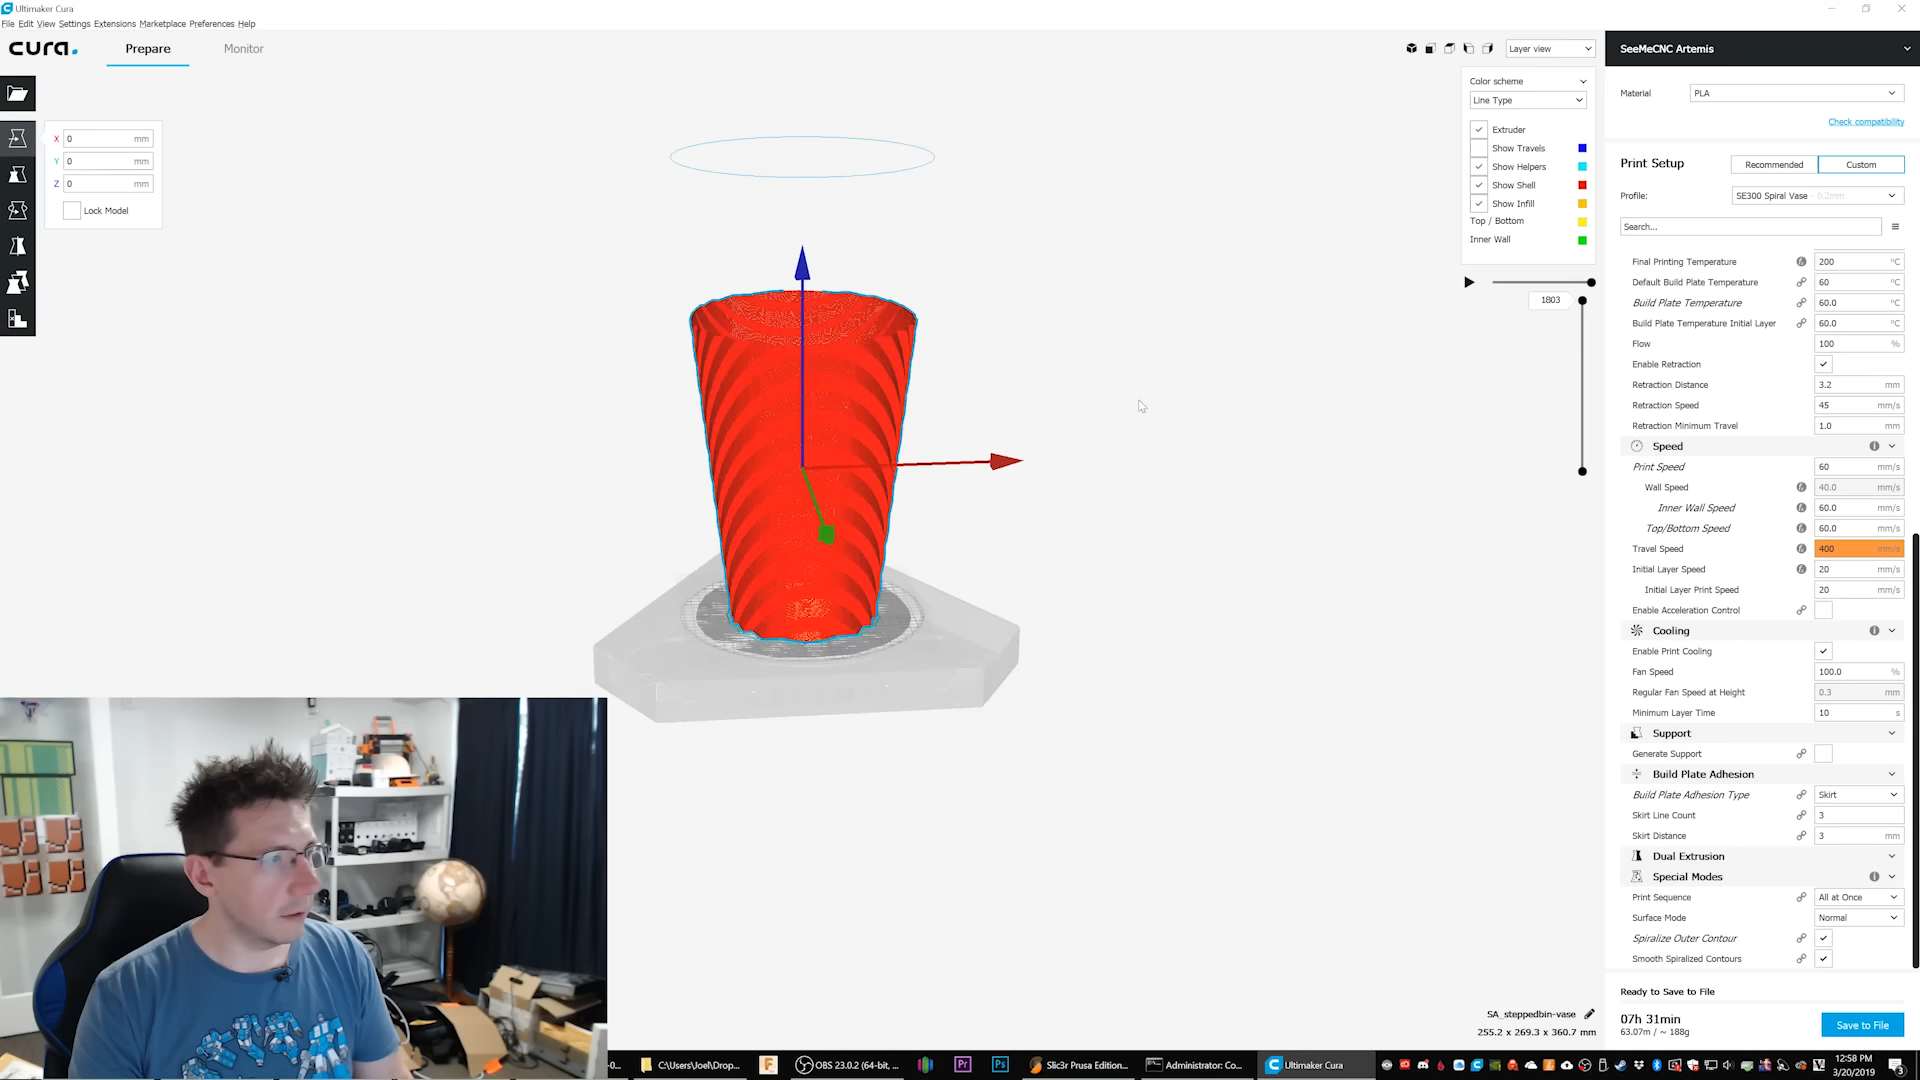 Ultimaker Cura
File Edit View Settings Extensions Marketplace Preferences Help
cura.
Prepare
Monitor
X 0 mm
Y 0 mm
Z 0 mm
Lock Model
Layer view
Color scheme
Line Type
Extruder
Show Travels
Show Helpers
Show Shell
Show Infill
Top / Bottom
Inner Wall
1803
SeeMeCNC Artemis
Material PLA
Check compatibility
Print Setup Recommended Custom
Profile: SE300 Spiral Vase - 0.2mm
Search...
Final Printing Temperature 200 °C
Default Build Plate Temperature 60 °C
Build Plate Temperature 60.0 °C
Build Plate Temperature Initial Layer 60.0 °C
Flow 100 %
Enable Retraction
Retraction Distance 3.2 mm
Retraction Speed 45 mm/s
Retraction Minimum Travel 1.0 mm
Speed
Print Speed 60 mm/s
Wall Speed 40.0 mm/s
Inner Wall Speed 60.0 mm/s
Top/Bottom Speed 60.0 mm/s
Travel Speed 400 mm/s
Initial Layer Speed 20 mm/s
Initial Layer Print Speed 20 mm/s
Enable Acceleration Control
Cooling
Enable Print Cooling
Fan Speed 100.0 %
Regular Fan Speed at Height 0.3 mm
Minimum Layer Time 10 s
Support
Generate Support
Build Plate Adhesion
Build Plate Adhesion Type Skirt
Skirt Line Count 3
Skirt Distance 3 mm
Dual Extrusion
Special Modes
Print Sequence All at Once
Surface Mode Normal
Spiralize Outer Contour
Smooth Spiralized Contours
Ready to Save to File
07h 31min
63.07m / ~ 188g
Save to File
SA_steppedbin-vase
255.2 x 269.3 x 360.7 mm
C:\Users\Joel\Drop...
OBS 23.0.2 (64-bit, ...
Pr
Ps
Slic3r Prusa Edition...
Administrator: Co...
Ultimaker Cura
12:58 PM
3/20/2019